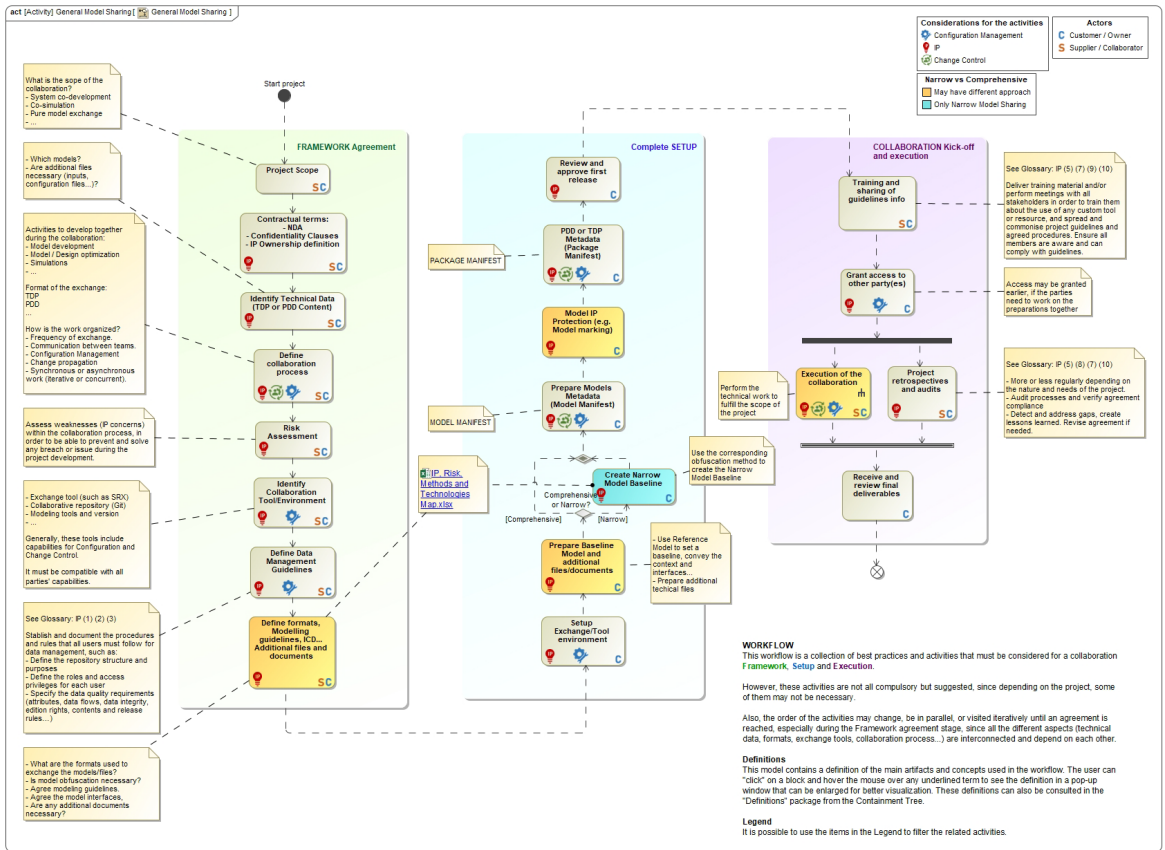 act [Activity] General Model Sharing[ General Model Sharing ]
Considerations for the activities
Configuration Management
IP
Change Control
Actors
C Customer / Owner
S Supplier / Collaborator
Narrow vs Comprehensive
May have different approach
Only Narrow Model Sharing
What is the sope of the
collaboration?
- System co-development
- Co-simulation
- Pure model exchange
- ...
- Which models?
- Are additional files
necessary (inputs,
configuration files...)?
Activities to develop together
during the collaboration:
- Model development
- Model / Design optimization
- Simulations
- ...
Format of the exchange:
TDP
PDD
...
How is the work organized?
- Frequency of exchange.
- Communication between teams.
- Configuration Management
- Change propagation
- Synchronous or asynchronous
work (iterative or concurrent).
Assess weaknesses (IP concerns)
within the collaboration process,
in order to be able to prevent and solve
any breach or issue during the
project development.
- Exchange tool (such as SRX)
- Collaborative repository (Git)
- Modeling tools and version
- ...
Generally, these tools include
capabilities for Configuration and
Change Control.
It must be compatible with all
parties' capabilities.
See Glossary: IP (1) (2) (3)
Stablish and document the procedures
and rules that all users must follow for
data management, such as:
- Define the repository structure and
purposes
- Define the roles and access
privileges for each user
- Specify the data quality requirements
(attributes, data flows, data integrity,
edition rights, contents and release
rules...)
- What are the formats used to
exchange the models/files?
- Is model obfuscation necessary?
- Agree modeling guidelines.
- Agree the model interfaces,
- Are any additional documents
necessary?
Start project
FRAMEWORK Agreement
Project Scope
SC
Contractual terms:
- NDA
- Confidentiality Clauses
- IP Ownership definition
IP
SC
Identify Technical Data
(TDP or PDD Content)
IP
SC
Define
collaboration
process
IP
SC
Risk
Assessment
IP
SC
Identify
Collaboration
Tool/Environment
IP
SC
Define Data
Management
Guidelines
IP
SC
Define formats,
Modelling
guidelines, ICD...
Additional files and
documents
IP
SC
Complete SETUP
Review and
approve first
release
IP
C
PDD or TDP
Metadata
(Package
Manifest)
IP
C
PACKAGE MANIFEST
Model IP
Protection (e.g.
Model marking)
IP
C
Prepare Models
Metadata
(Model Manifest)
IP
C
MODEL MANIFEST
IP, Risk,
Methods and
Technologies
Map.xlsx
Create Narrow
Model Baseline
IP
C
Use the corresponding
obfuscation method to
create the Narrow
Model Baseline
Comprehensive
or Narrow?
[Comprehensive]
[Narrow]
Prepare Baseline
Model and
additional
files/documents
IP
C
- Use Reference
Model to set a
baseline, convey the
context and
interfaces...
- Prepare additional
techical files
Setup
Exchange/Tool
environment
IP
C
COLLABORATION Kick-off
and execution
Training and
sharing of
guidelines info
SC
See Glossary: IP (5) (7) (9) (10)
Deliver training material and/or
perform meetings with all
stakeholders in order to train them
about the use of any custom tool
or resource, and spread and
commonise project guidelines and
agreed procedures. Ensure all
members are aware and can
comply with guidelines.
Grant access to
other party(es)
IP
C
Access may be granted
earlier, if the parties
need to work on the
preparations together
Execution of the
collaboration
IP
SC
Perform the
technical work to
fulfill the scope of
the project
Project
retrospectives
and audits
IP
SC
See Glossary: IP (5) (8) (7) (10)
- More or less regularly depending on
the nature and needs of the project.
- Audit processes and verify agreement
compliance
- Detect and address gaps, create
lessons learned. Revise agreement if
needed.
Receive and
review final
deliverables
C
WORKFLOW
This workflow is a collection of best practices and activities that must be considered for a collaboration
Framework, Setup and Execution.
However, these activities are not all compulsory but suggested, since depending on the project, some
of them may not be necessary.
Also, the order of the activities may change, be in parallel, or visited iteratively until an agreement is
reached, especially during the Framework agreement stage, since all the different aspects (technical
data, formats, exchange tools, collaboration process...) are interconnected and depend on each other.
Definitions
This model contains a definition of the main artifacts and concepts used in the workflow. The user can
"click" on a block and hover the mouse over any underlined term to see the definition in a pop-up
window that can be enlarged for better visualization. These definitions can also be consulted in the
"Definitions" package from the Containment Tree.
Legend
It is possible to use the items in the Legend to filter the related activities.